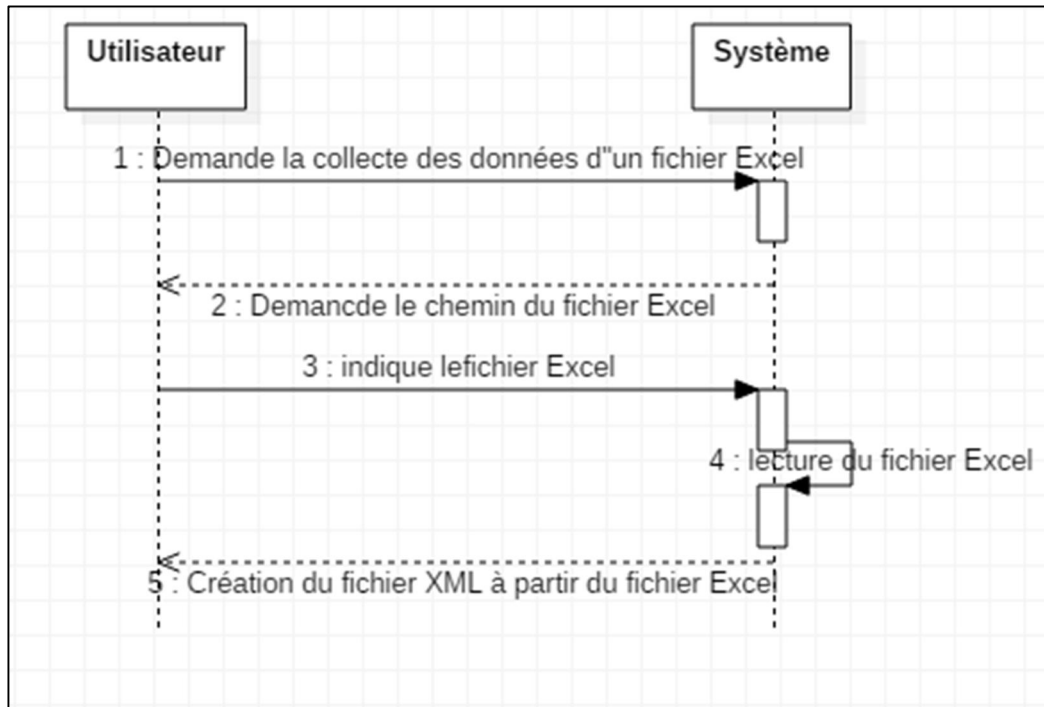 Utilisateur
Système
1 : Demande la collecte des données d"un fichier Excel
2 : Demancde le chemin du fichier Excel
3 : indique lefichier Excel
4 : lecture du fichier Excel
5 : Création du fichier XML à partir du fichier Excel